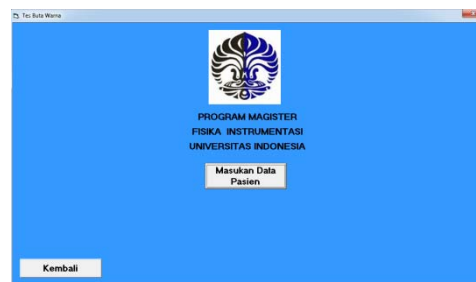 Tes Buta Warna
PROGRAM MAGISTER
FISIKA INSTRUMENTASI
UNIVERSITAS INDONESIA
Masukan Data
Pasien
Kembali